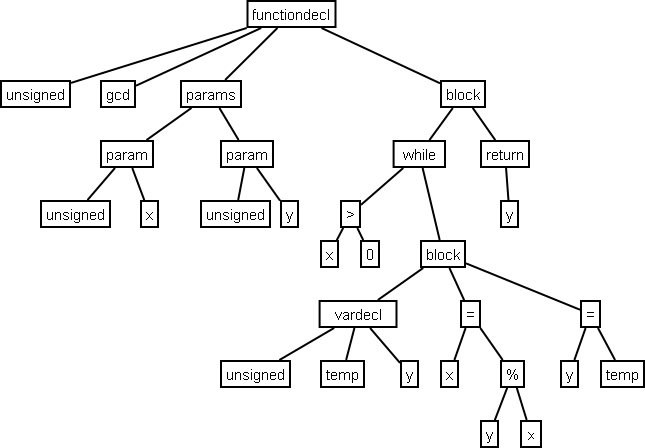 functiondecl
unsigned gcd params block
param param while return
unsigned x unsigned y > y
x 0 block
vardecl = =
unsigned temp y x % y temp
y x